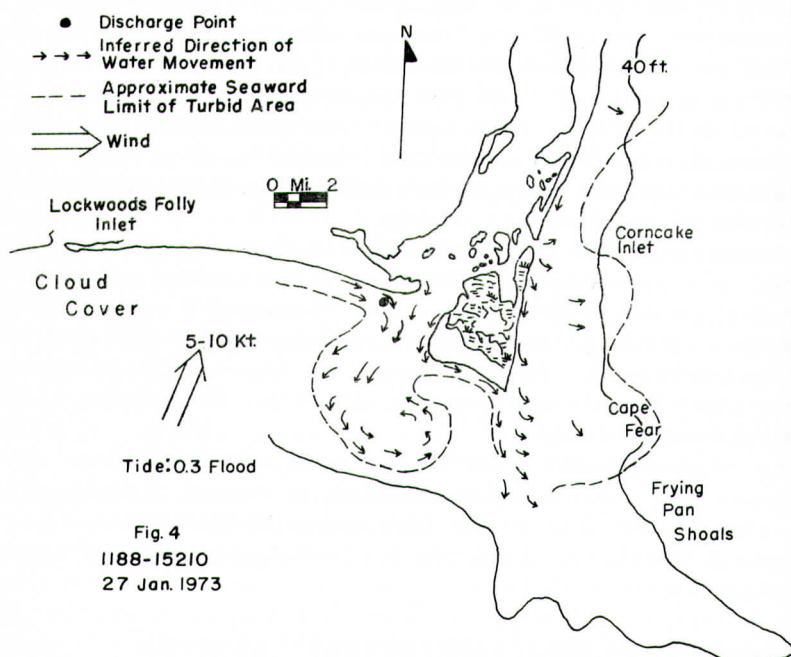 Discharge Point
Inferred Direction of
Water Movement
Approximate Seaward
Limit of Turbid Area
Wind
N
40 ft.
0 Mi. 2
Lockwoods Folly
Inlet
Corncake
Inlet
Cloud
Cover
5-10 Kt.
Cape
Fear
Tide: 0.3 Flood
Frying
Pan
Shoals
Fig. 4
1188-15210
27 Jan. 1973